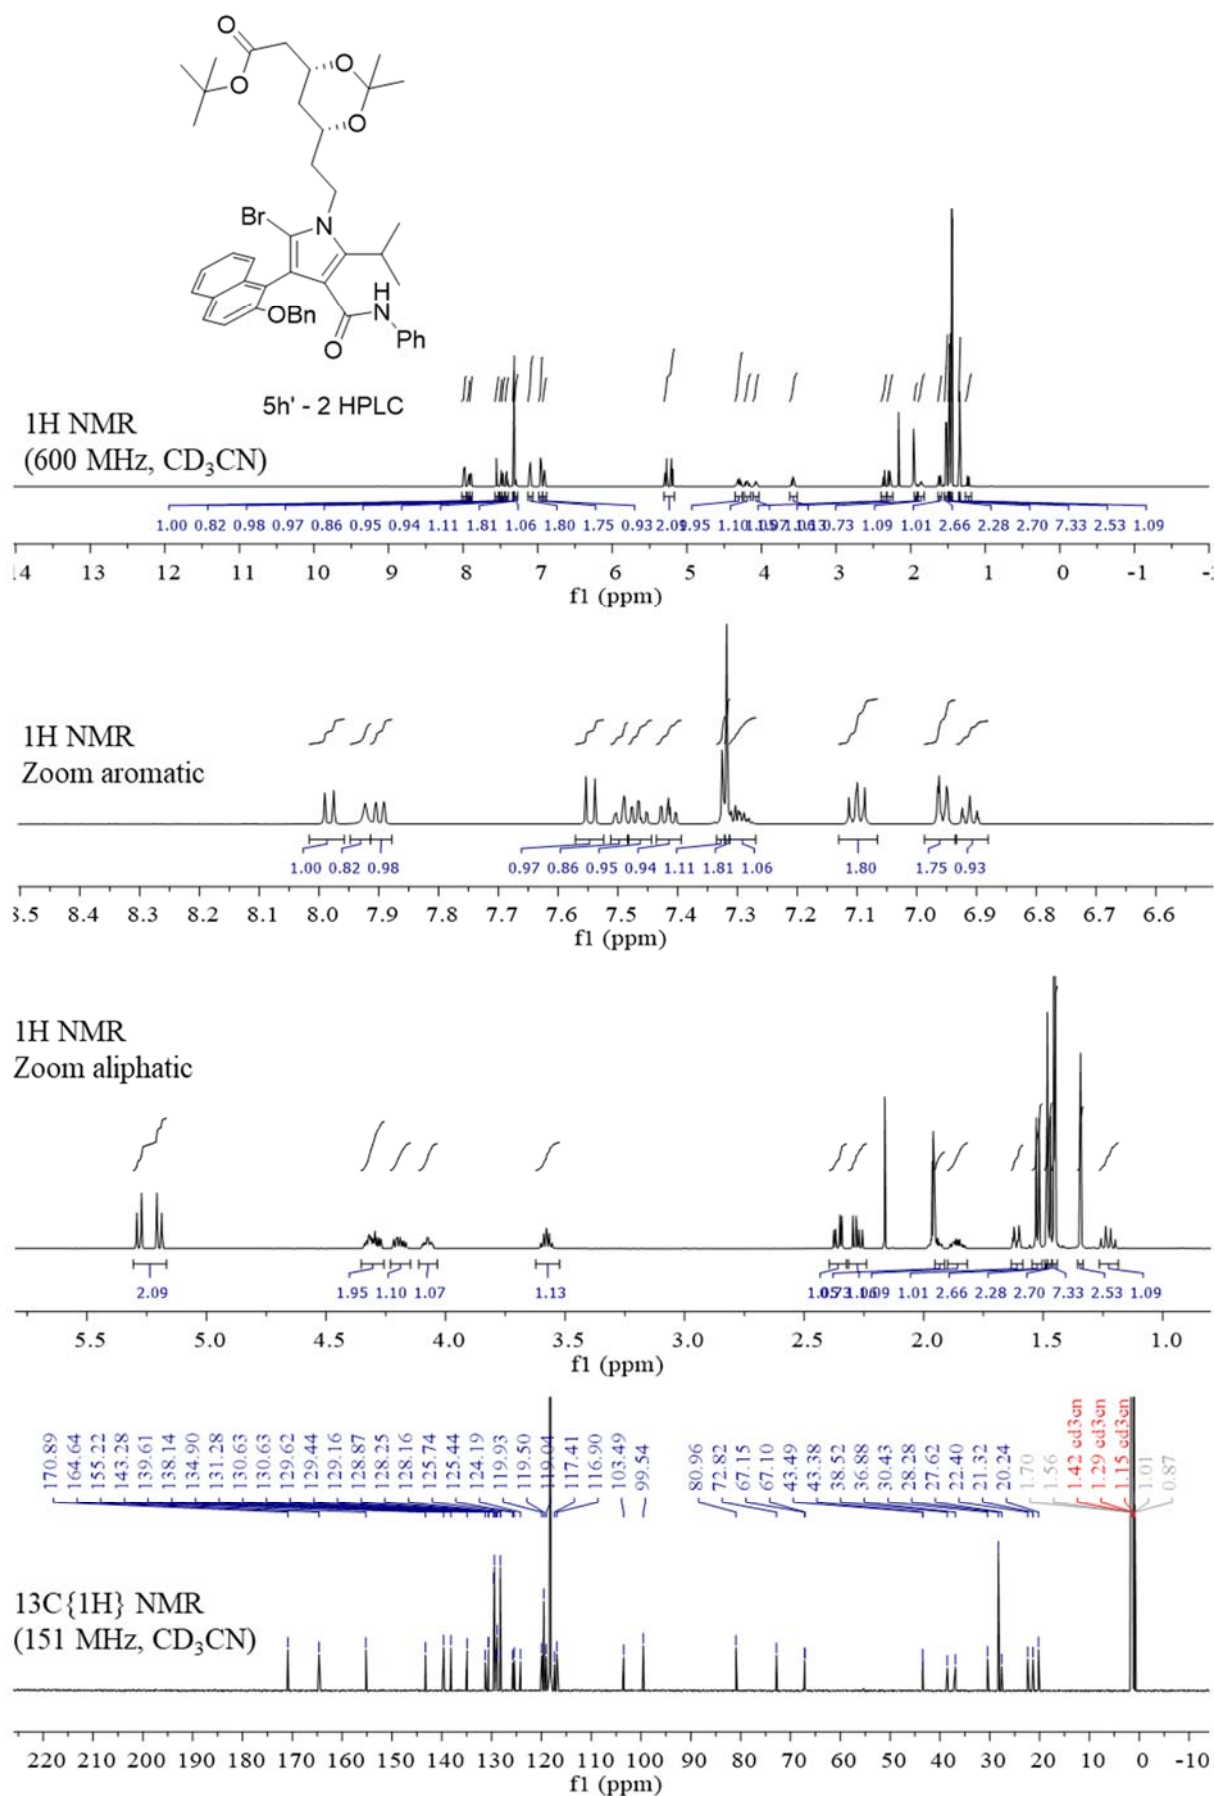 O
O
O
O
Br
N
H
N
OBn
O
Ph
5h' - 2 HPLC
1H NMR
(600 MHz, CD3CN)
1.00 0.82 0.98 0.97 0.86 0.95 0.94 1.11 1.81 1.06 1.80 1.75 0.93 2.09 1.95 1.10 1.13 0.73 1.09 1.01 2.66 2.28 2.70 7.33 2.53 1.09
14 13 12 11 10 9 8 7 6 5 4 3 2 1 0 -1
f1 (ppm)
1H NMR
Zoom aromatic
1.00 0.82 0.98 0.97 0.86 0.95 0.94 1.11 1.81 1.06 1.80 1.75 0.93
8.5 8.4 8.3 8.2 8.1 8.0 7.9 7.8 7.7 7.6 7.5 7.4 7.3 7.2 7.1 7.0 6.9 6.8 6.7 6.6
f1 (ppm)
1H NMR
Zoom aliphatic
2.09 1.95 1.10 1.07 1.13 1.09 1.01 2.66 2.28 2.70 7.33 2.53 1.09
5.5 5.0 4.5 4.0 3.5 3.0 2.5 2.0 1.5 1.0
f1 (ppm)
170.89 164.64 155.22 143.28 139.61 138.14 134.90 131.28 130.63 130.63 129.62 129.44 129.16 128.87 128.25 128.16 125.74 125.44 124.19 119.93 119.50 119.04 117.41 116.90 103.49 99.54 80.96 72.82 67.15 67.10 43.49 43.38 38.52 36.88 30.43 28.28 27.62 22.40 21.32 20.24 1.70 1.56 1.42 cd3cn 1.29 cd3cn 1.15 cd3cn 1.01 0.87
13C{1H} NMR
(151 MHz, CD3CN)
220 210 200 190 180 170 160 150 140 130 120 110 100 90 80 70 60 50 40 30 20 10 0 -10
f1 (ppm)